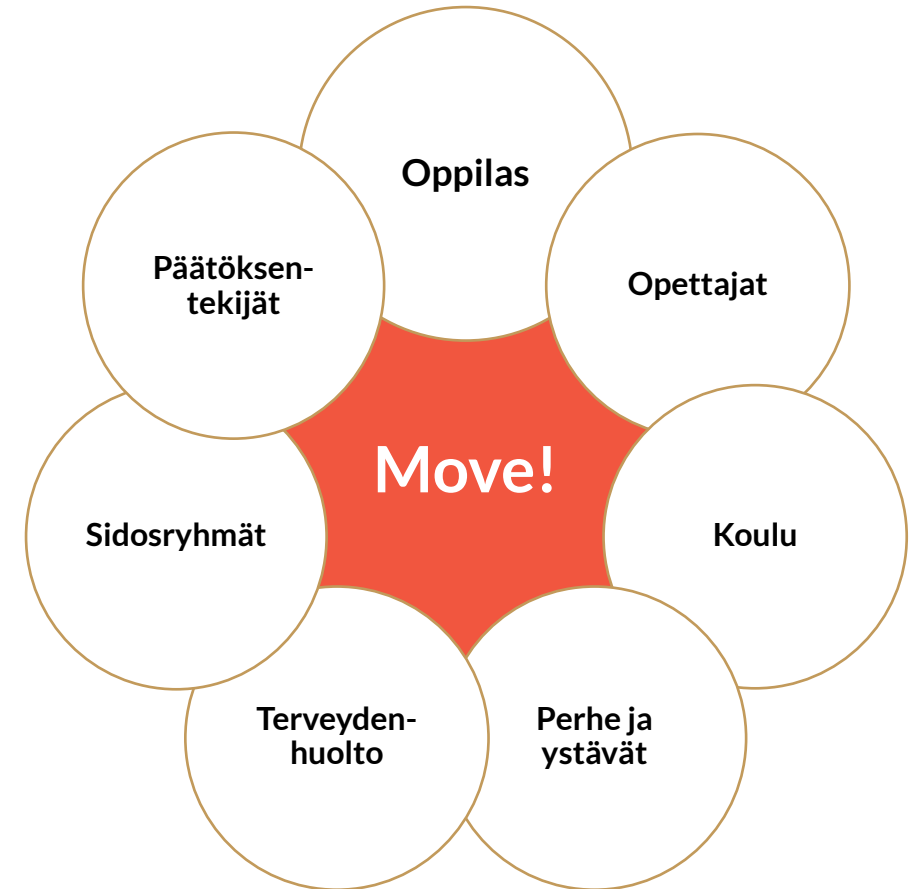 Oppilas
Opettajat
Koulu
Perhe ja
ystävät
Terveyden-
huolto
Sidosryhmät
Päätöksen-
tekijät
Move!